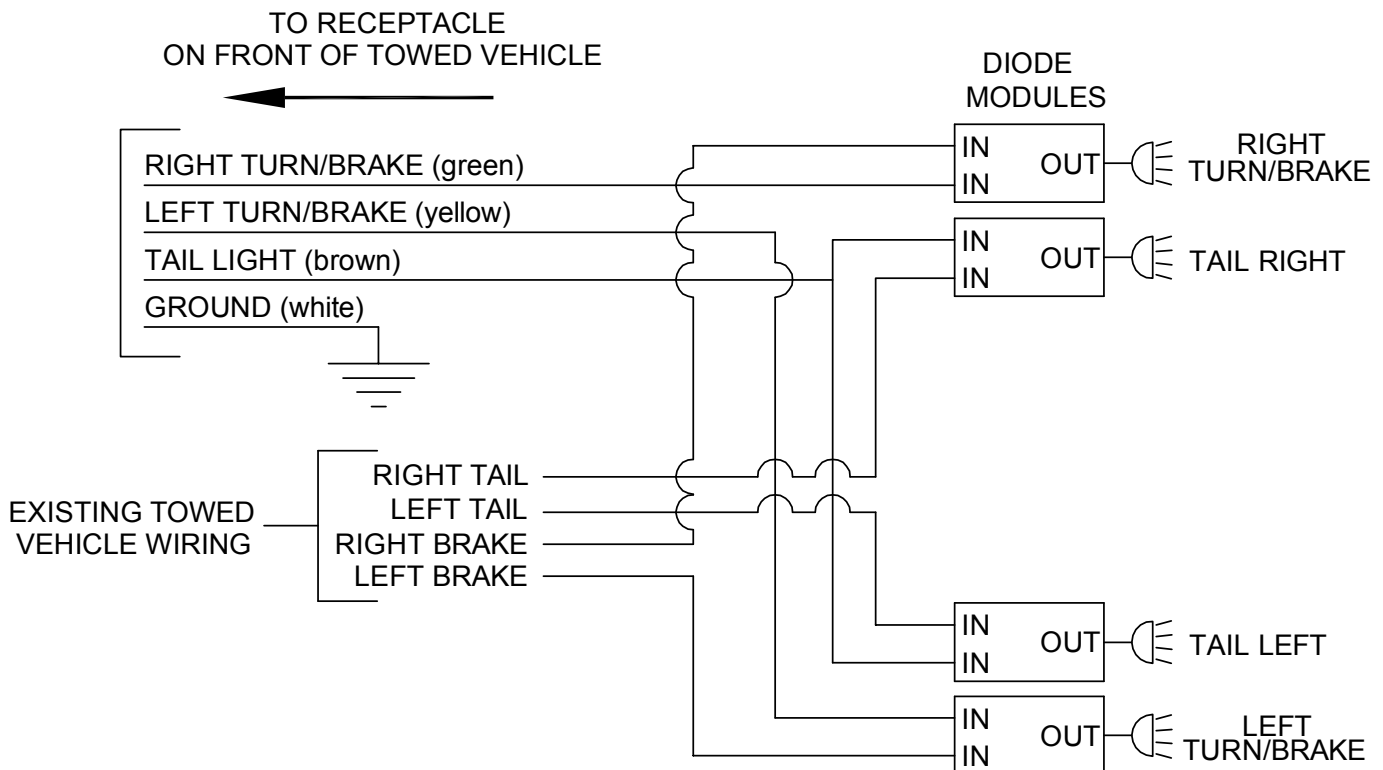 TO RECEPTACLE
ON FRONT OF TOWED VEHICLE
DIODE
MODULES
RIGHT TURN/BRAKE (green)
LEFT TURN/BRAKE (yellow)
TAIL LIGHT (brown)
GROUND (white)
IN
IN
OUT
RIGHT
TURN/BRAKE
IN
IN
OUT
TAIL RIGHT
EXISTING TOWED
VEHICLE WIRING
RIGHT TAIL
LEFT TAIL
RIGHT BRAKE
LEFT BRAKE
IN
IN
OUT
TAIL LEFT
IN
IN
OUT
LEFT
TURN/BRAKE